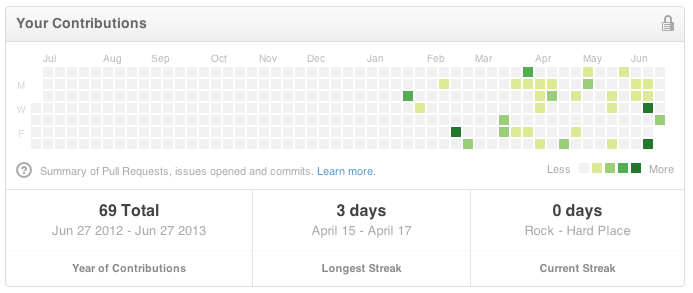 Your Contributions
Jul Aug Sep Oct Nov Dec Jan Feb Mar Apr May Jun
M
W
F
? Summary of Pull Requests, issues opened and commits. Learn more. Less More
69 Total 3 days 0 days
Jun 27 2012 - Jun 27 2013 April 15 - April 17 Rock - Hard Place
Year of Contributions Longest Streak Current Streak